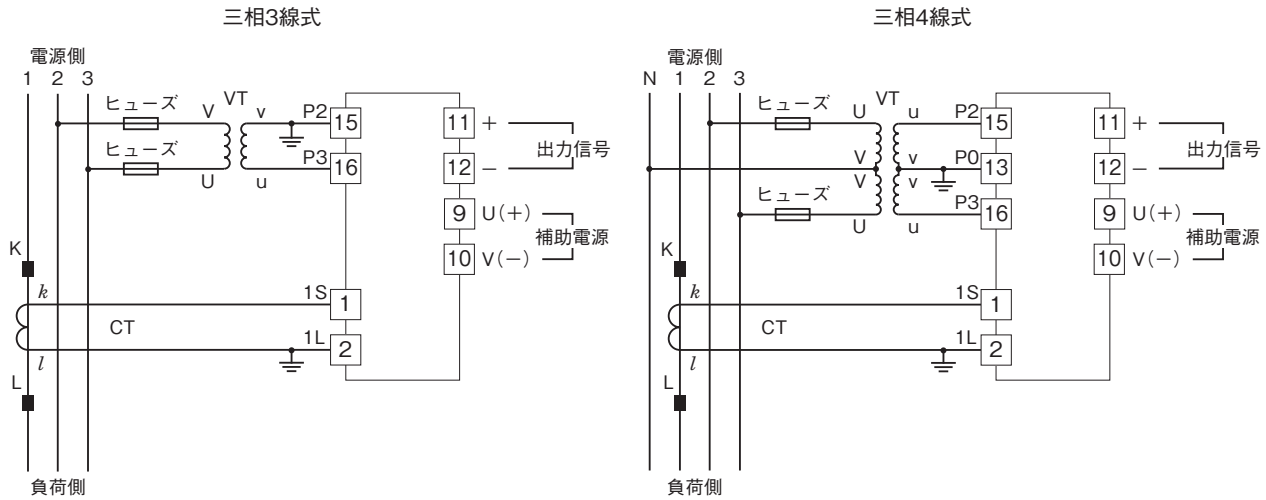 三相3線式
電源側
1 2 3
ヒューズ V VT v P2 15 11 +
出力信号
ヒューズ U u P3 16 12 −
9 U(+)
補助電源
10 V(−)
K
k 1S 1
CT
l 1L 2
L
負荷側
三相4線式
電源側
N 1 2 3
ヒューズ U VT u P2 15 11 +
出力信号
V v P0 13 12 −
V v
ヒューズ U u P3 16 9 U(+)
補助電源
10 V(−)
K
k 1S 1
CT
l 1L 2
L
負荷側